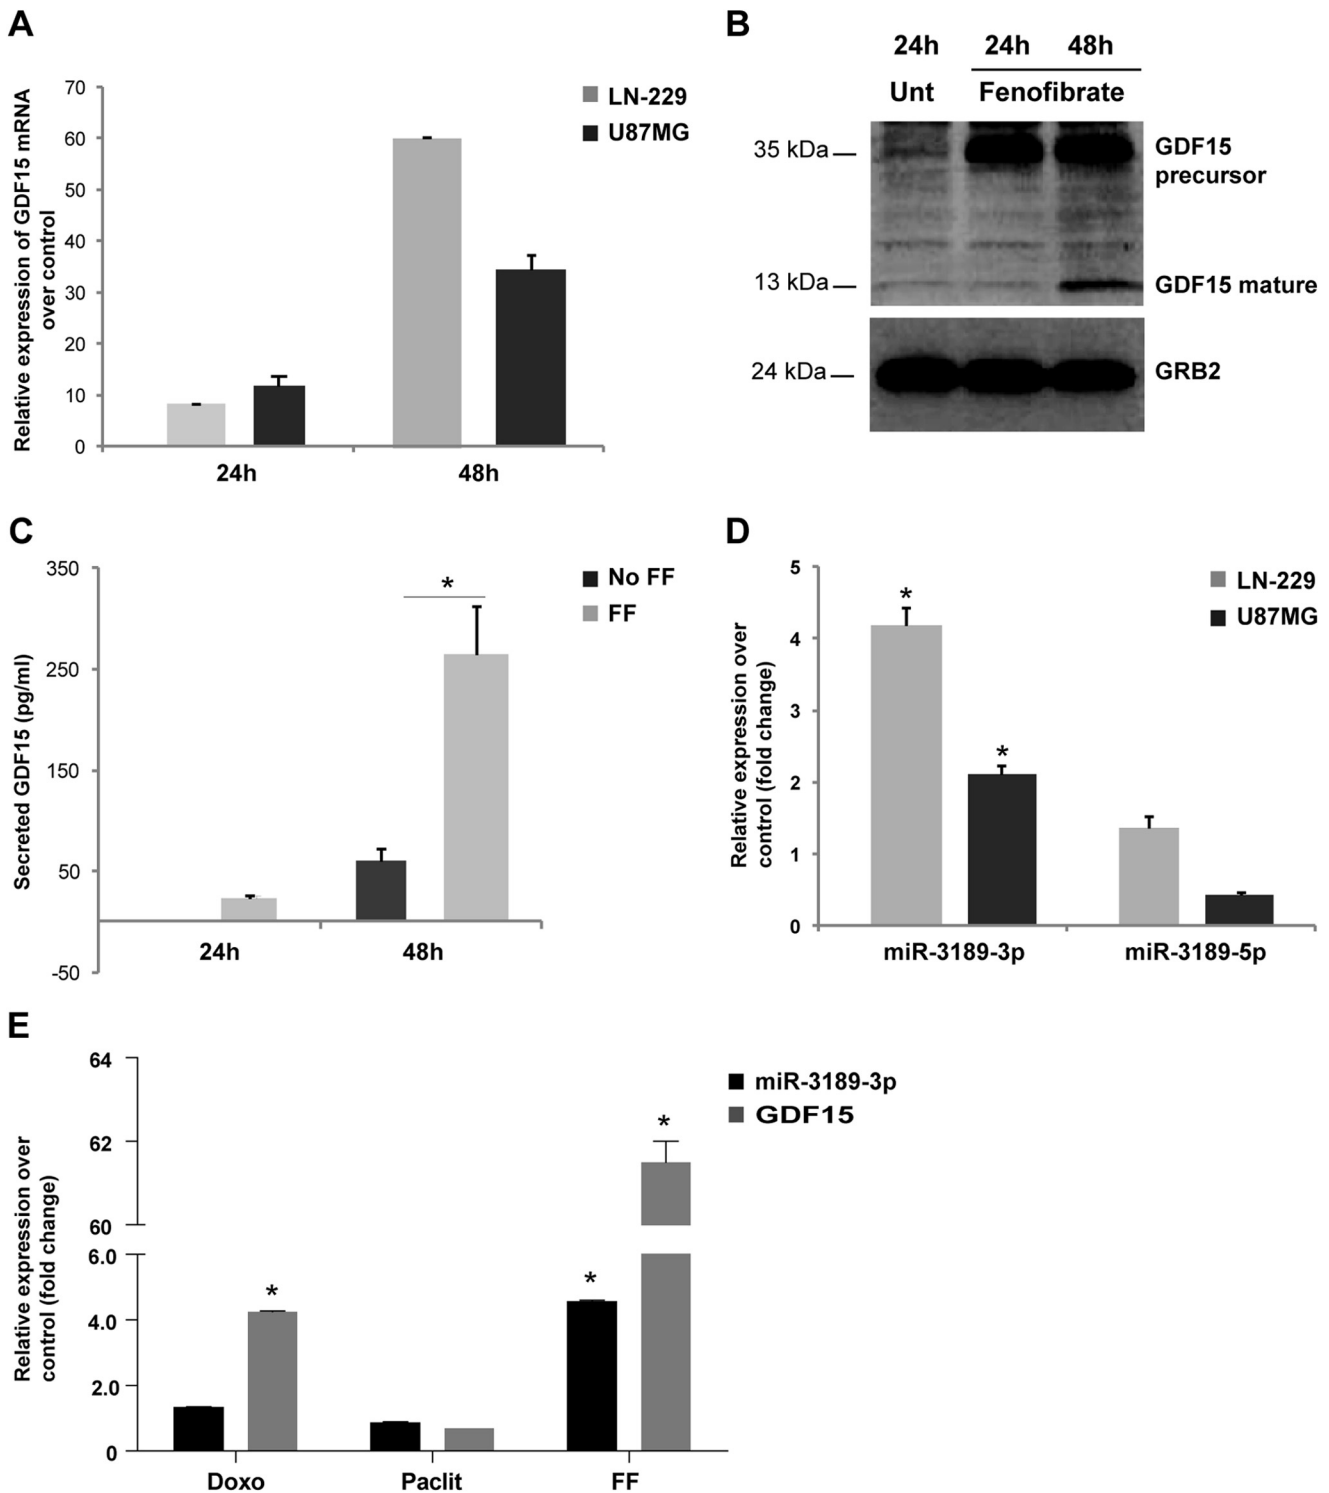 A
Relative expression of GDF15 mRNA
over control
70
60
50
40
30
20
10
0
24h
48h
LN-229
U87MG
B
24h 24h 48h
Unt Fenofibrate
35 kDa
GDF15
precursor
13 kDa
GDF15 mature
24 kDa
GRB2
C
Secreted GDF15 (pg/ml)
350
250
150
50
-50
*
24h
48h
No FF
FF
D
Relative expression over
control (fold change)
5
4
3
2
1
0
*
*
miR-3189-3p
miR-3189-5p
LN-229
U87MG
E
Relative expression over
control (fold change)
64
62
60
6.0
4.0
2.0
0
*
*
*
Doxo
Paclit
FF
miR-3189-3p
GDF15